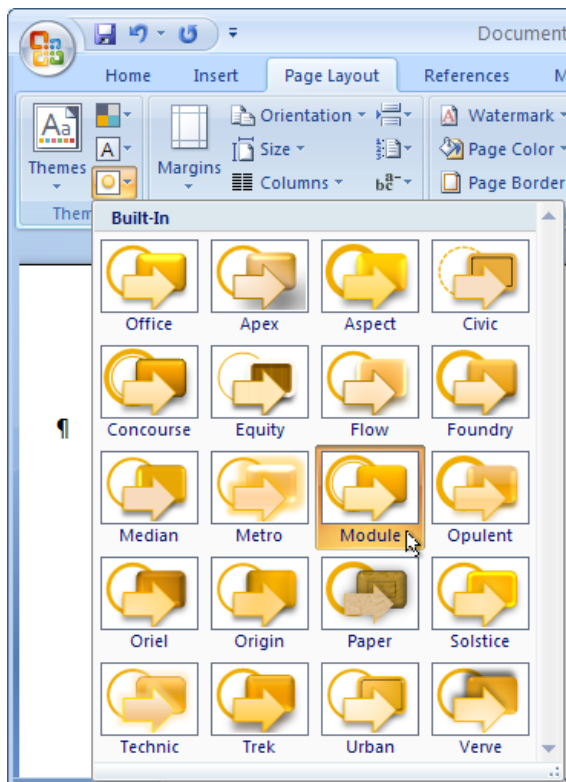 Document
Home Insert Page Layout References M
Aa Orientation Watermark
A Size Page Color
Themes Margins Columns Page Border
Them
Built-In
Office Apex Aspect Civic
Concourse Equity Flow Foundry
¶
Median Metro Module Opulent
Oriel Origin Paper Solstice
Technic Trek Urban Verve